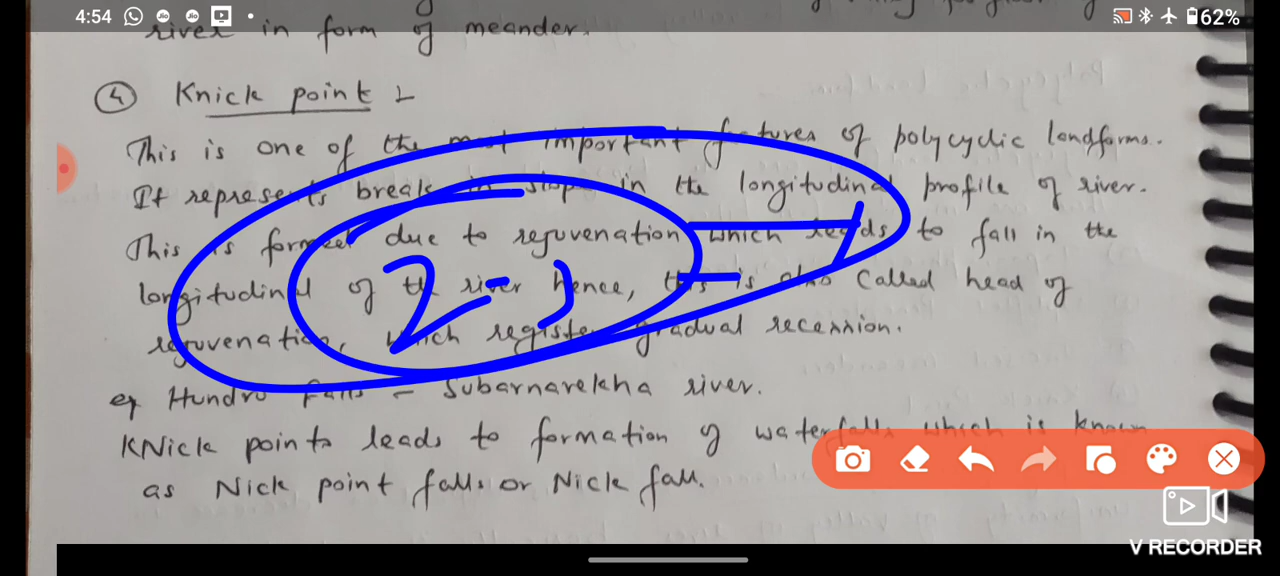 4:54 62%
river in form of meander.
④ Knick point
This is one of the most important features of polycyclic landforms.
It represents break in slope in the longitudinal profile of river.
This is formed due to rejuvenation which leads to fall in the
longitudinal of the river hence, this is also called head of
rejuvenation, which register gradual recession.
eg Hundru Falls - Subarnarekha river.
KNick points leads to formation of waterfalls which is known
as Nick point falls or Nick fall.
V RECORDER